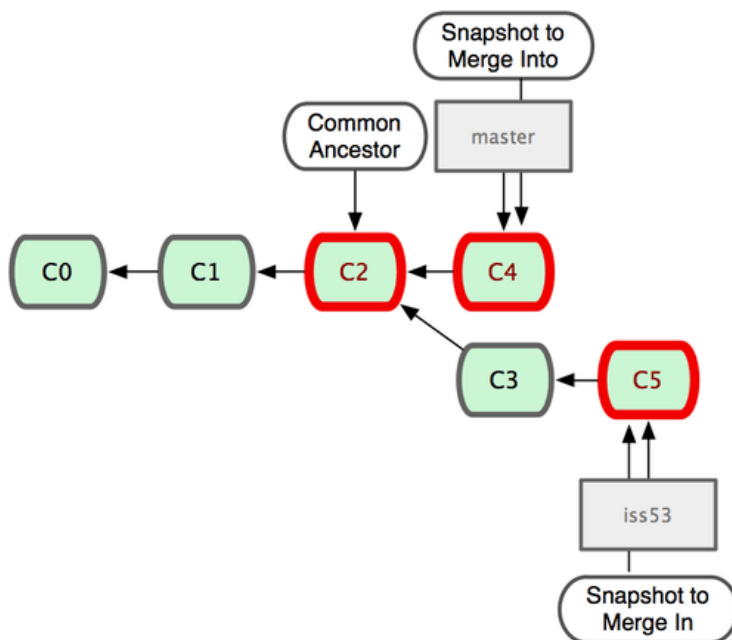 Snapshot to
Merge Into
Common
Ancestor
master
C0
C1
C2
C4
C3
C5
iss53
Snapshot to
Merge In